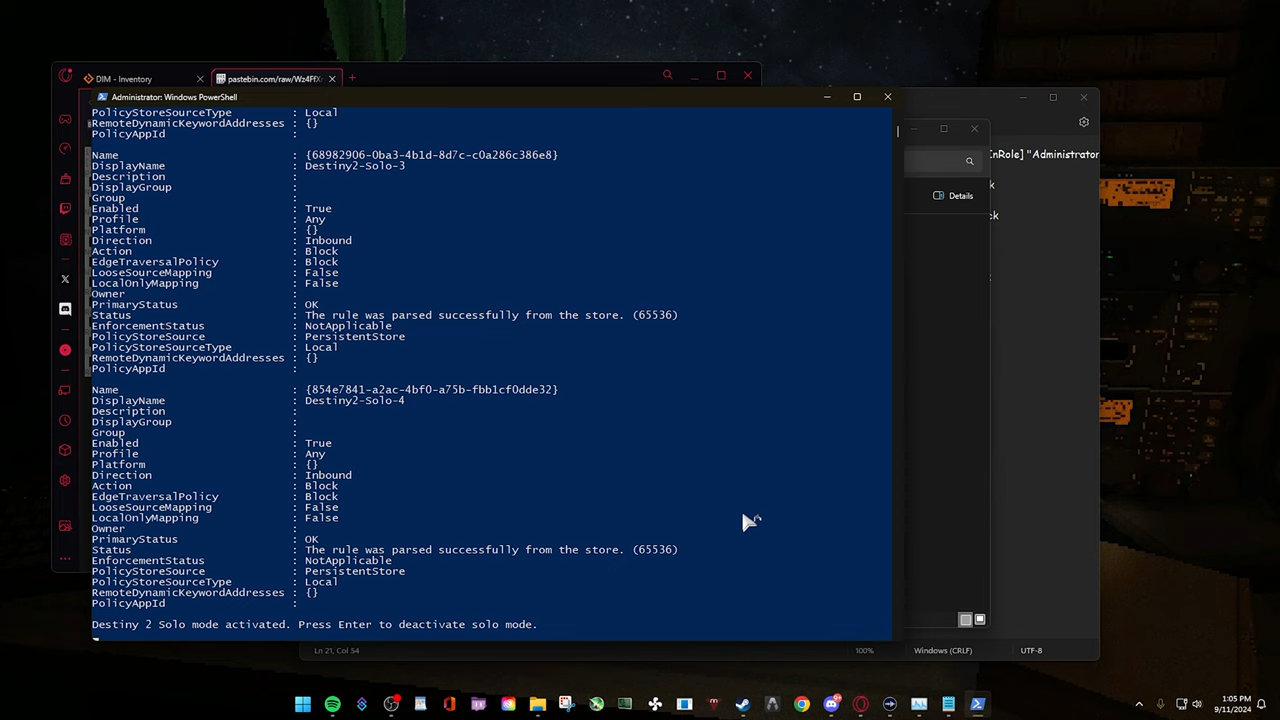 DIM - Inventory
pastebin.com/raw/Wz4Ff
Administrator: Windows PowerShell
PolicyStoreSourceType : Local
RemoteDynamicKeywordAddresses : {}
PolicyAppId :
Name : {68982906-0ba3-4b1d-8d7c-c0a286c386e8}
DisplayName : Destiny2-Solo-3
Description :
DisplayGroup :
Group :
Enabled : True
Profile : Any
Platform : {}
Direction : Inbound
Action : Block
EdgeTraversalPolicy : Block
LooseSourceMapping : False
LocalOnlyMapping : False
Owner :
PrimaryStatus : OK
Status : The rule was parsed successfully from the store. (65536)
EnforcementStatus : NotApplicable
PolicyStoreSource : PersistentStore
PolicyStoreSourceType : Local
RemoteDynamicKeywordAddresses : {}
PolicyAppId :
Name : {854e7841-a2ac-4bf0-a75b-fbb1cf0dde32}
DisplayName : Destiny2-Solo-4
Description :
DisplayGroup :
Group :
Enabled : True
Profile : Any
Platform : {}
Direction : Inbound
Action : Block
EdgeTraversalPolicy : Block
LooseSourceMapping : False
LocalOnlyMapping : False
Owner :
PrimaryStatus : OK
Status : The rule was parsed successfully from the store. (65536)
EnforcementStatus : NotApplicable
PolicyStoreSource : PersistentStore
PolicyStoreSourceType : Local
RemoteDynamicKeywordAddresses : {}
PolicyAppId :
Destiny 2 Solo mode activated. Press Enter to deactivate solo mode.
nRole] "Administrator
k
Details
ck
Ln 21, Col 54
100%
Windows (CRLF)
UTF-8
1:05 PM
9/11/2024